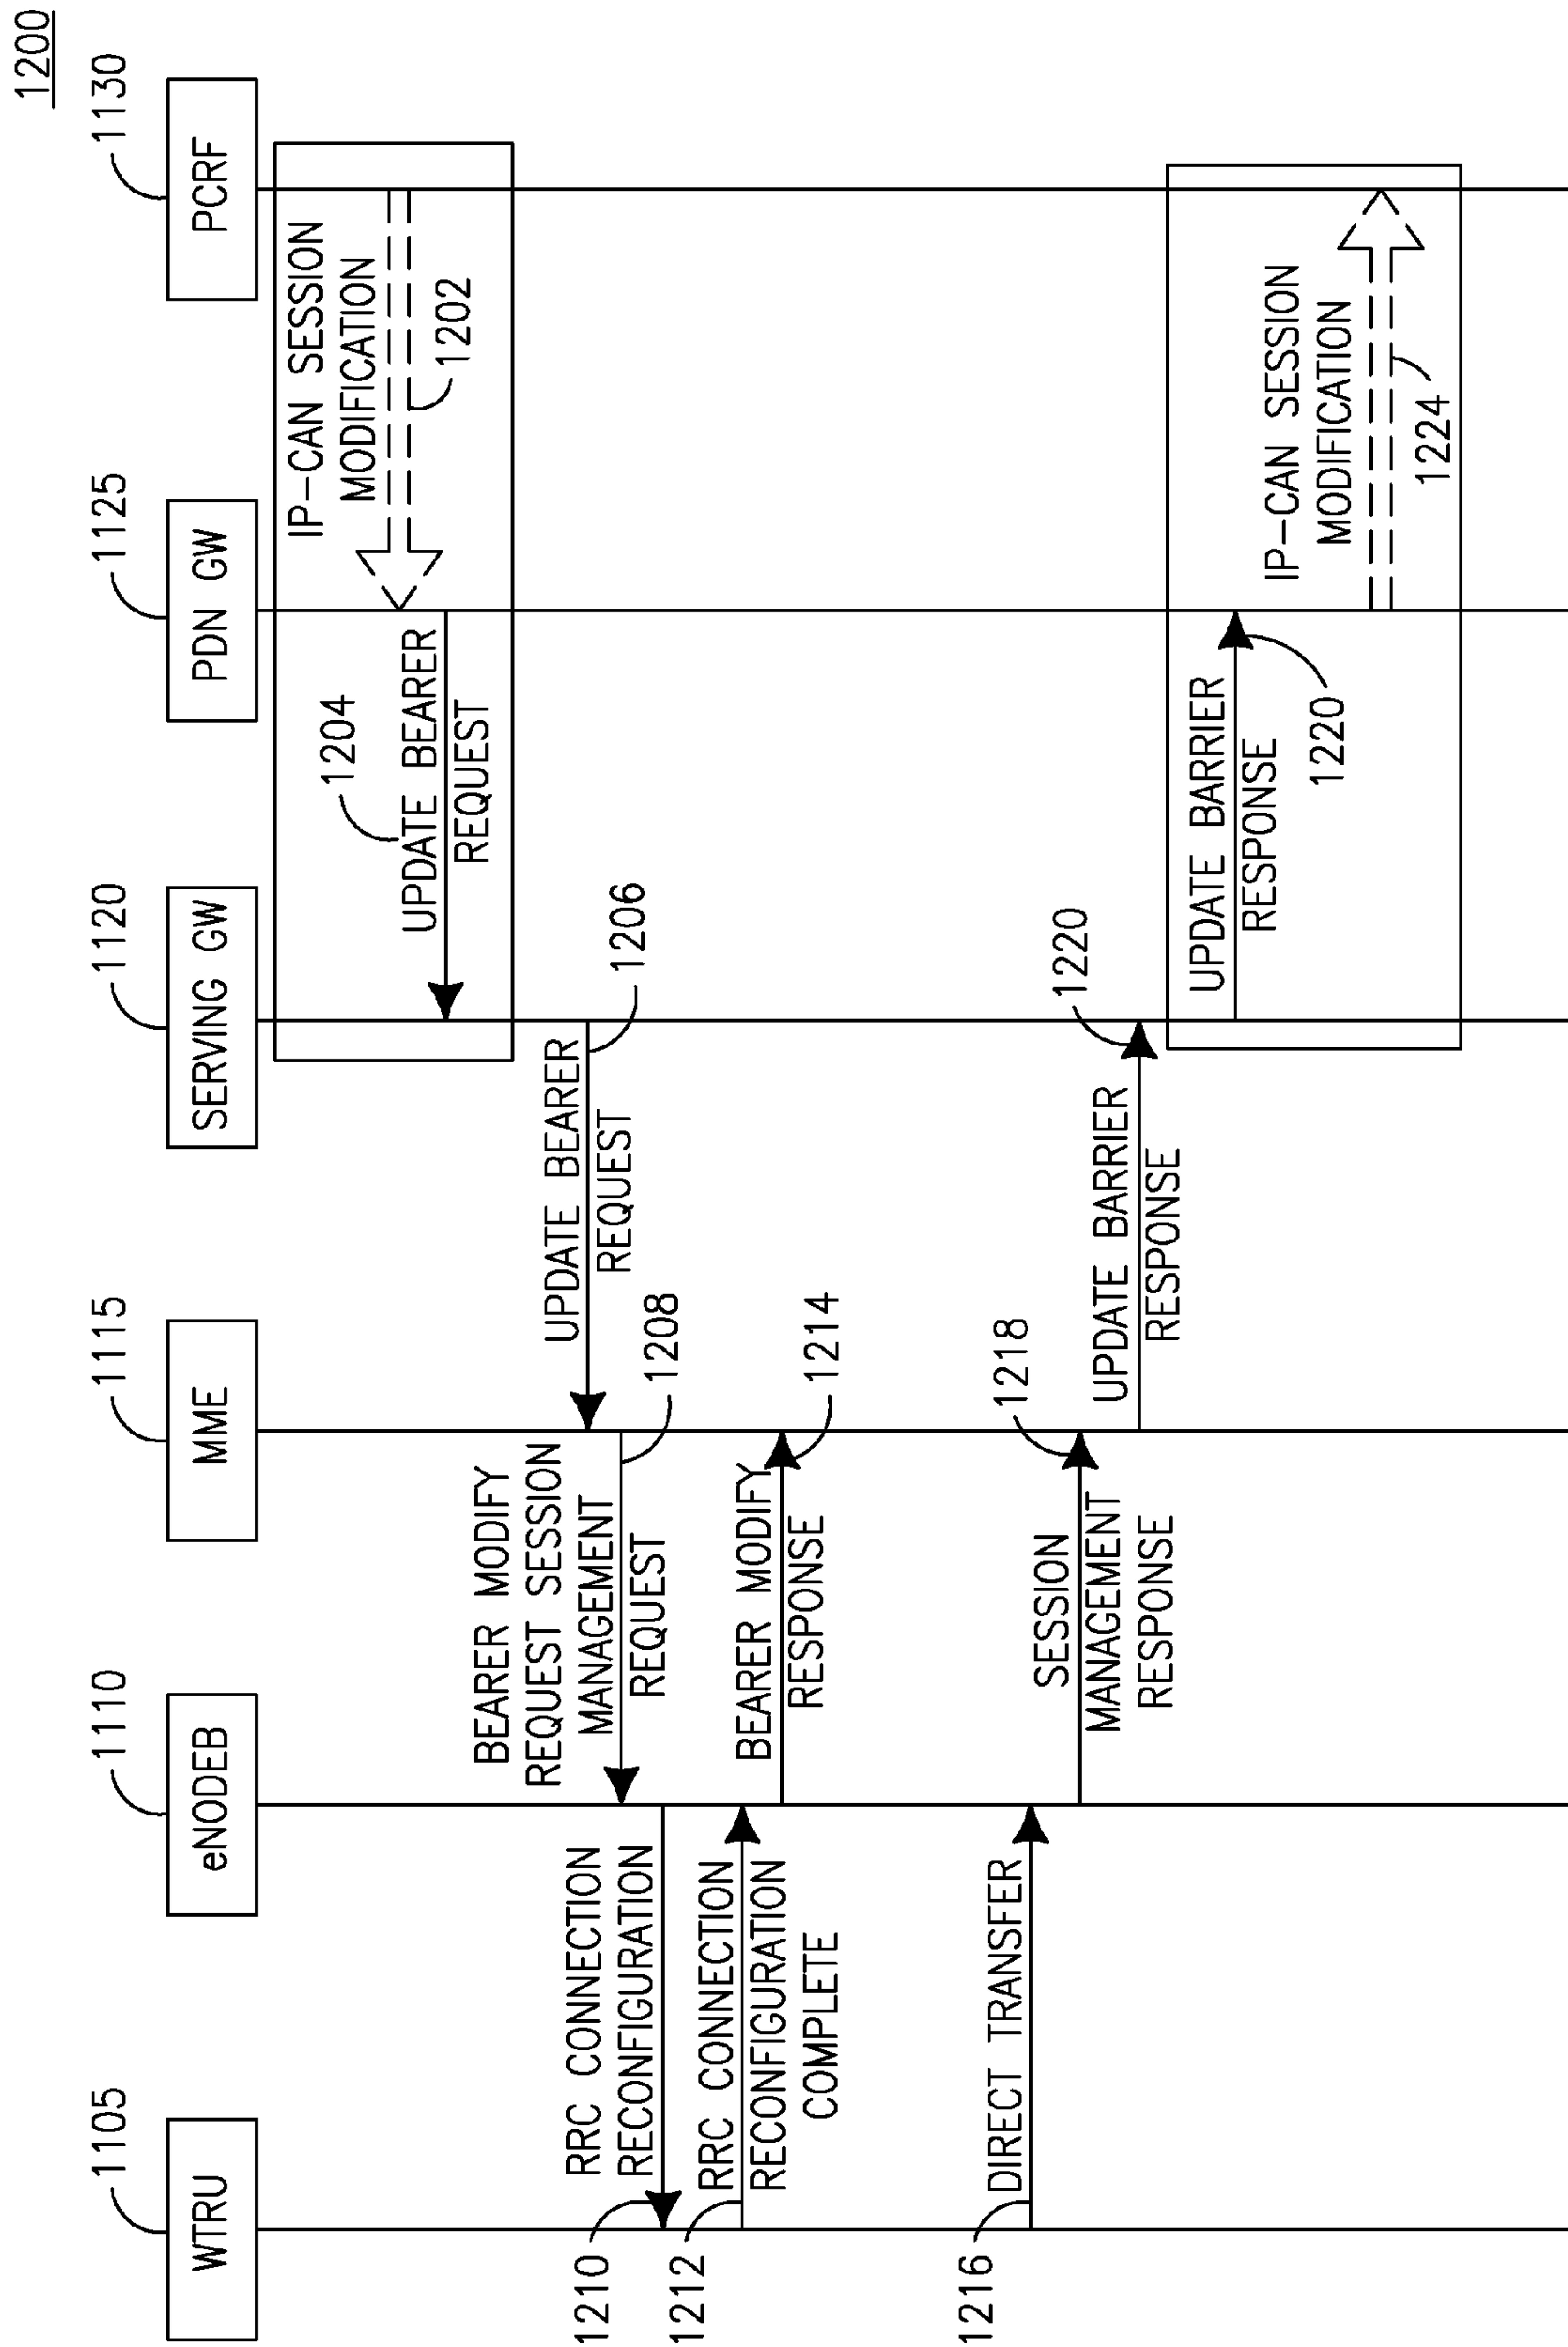 1200
1105
1110
1115
1120
1125
1130
WTRU
eNODEB
MME
SERVING GW
PDN GW
PCRF
IP-CAN SESSION
MODIFICATION
1202
1204
UPDATE BEARER
REQUEST
1206
UPDATE BEARER
REQUEST
BEARER MODIFY
REQUEST SESSION
MANAGEMENT
REQUEST
1208
RRC CONNECTION
RECONFIGURATION
1210
RRC CONNECTION
RECONFIGURATION
COMPLETE
1212
BEARER MODIFY
RESPONSE
1214
DIRECT TRANSFER
1216
SESSION
MANAGEMENT
RESPONSE
1218
UPDATE BARRIER
RESPONSE
1220
UPDATE BARRIER
RESPONSE
1220
IP-CAN SESSION
MODIFICATION
1224